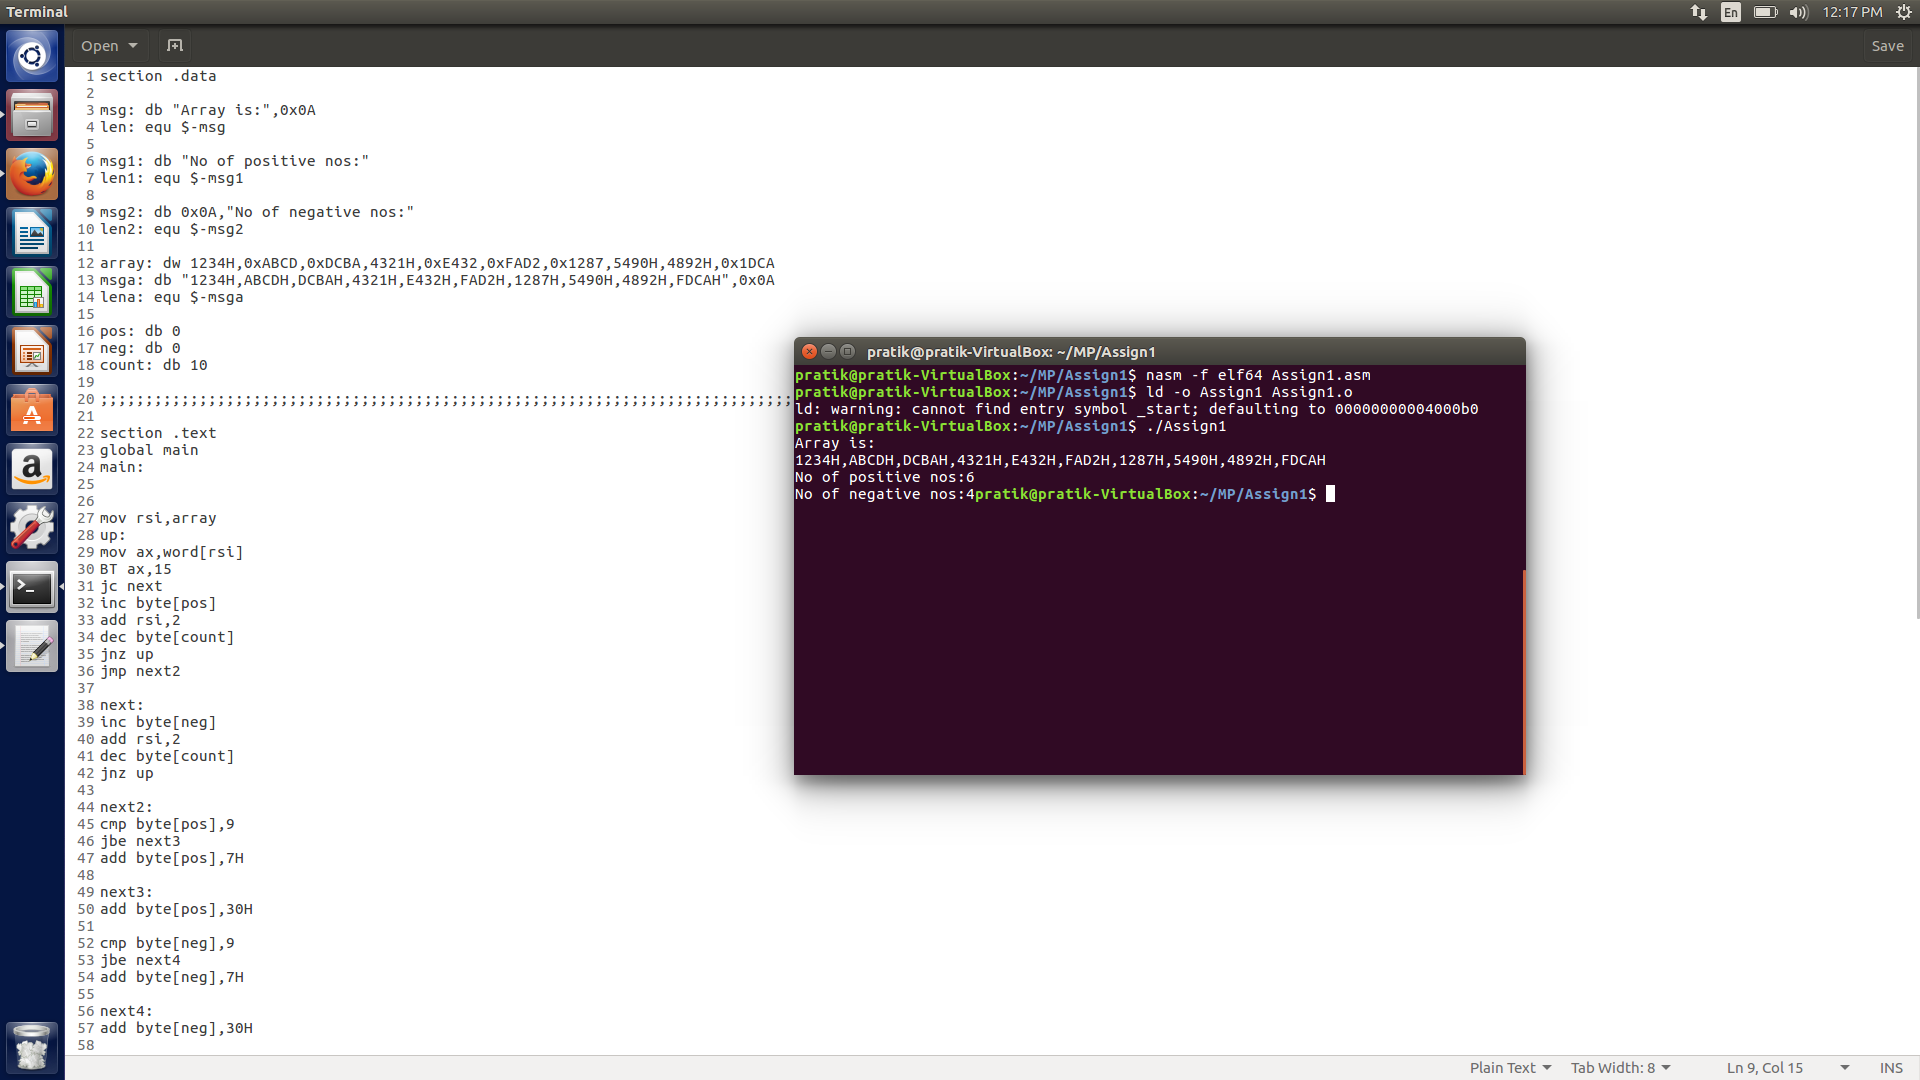 Terminal
En
12:17 PM
Open
Save
1 section .data
2
3 msg: db "Array is:",0x0A
4 len: equ $-msg
5
6 msg1: db "No of positive nos:"
7 len1: equ $-msg1
8
9 msg2: db 0x0A,"No of negative nos:"
10 len2: equ $-msg2
11
12 array: dw 1234H,0xABCD,0xDCBA,4321H,0xE432,0xFAD2,0x1287,5490H,4892H,0x1DCA
13 msga: db "1234H,ABCDH,DCBAH,4321H,E432H,FAD2H,1287H,5490H,4892H,FDCAH",0x0A
14 lena: equ $-msga
15
16 pos: db 0
17 neg: db 0
18 count: db 10
19
20 ;;;;;;;;;;;;;;;;;;;;;;;;;;;;;;;;;;;;;;;;;;;;;;;;;;;;;;;;;;;;;;;;;;;;;;;;;;;;;
21
22 section .text
23 global main
24 main:
25
26
27 mov rsi,array
28 up:
29 mov ax,word[rsi]
30 BT ax,15
31 jc next
32 inc byte[pos]
33 add rsi,2
34 dec byte[count]
35 jnz up
36 jmp next2
37
38 next:
39 inc byte[neg]
40 add rsi,2
41 dec byte[count]
42 jnz up
43
44 next2:
45 cmp byte[pos],9
46 jbe next3
47 add byte[pos],7H
48
49 next3:
50 add byte[pos],30H
51
52 cmp byte[neg],9
53 jbe next4
54 add byte[neg],7H
55
56 next4:
57 add byte[neg],30H
58
pratik@pratik-VirtualBox: ~/MP/Assign1
pratik@pratik-VirtualBox:~/MP/Assign1$ nasm -f elf64 Assign1.asm
pratik@pratik-VirtualBox:~/MP/Assign1$ ld -o Assign1 Assign1.o
ld: warning: cannot find entry symbol _start; defaulting to 00000000004000b0
pratik@pratik-VirtualBox:~/MP/Assign1$ ./Assign1
Array is:
1234H,ABCDH,DCBAH,4321H,E432H,FAD2H,1287H,5490H,4892H,FDCAH
No of positive nos:6
No of negative nos:4pratik@pratik-VirtualBox:~/MP/Assign1$
Plain Text
Tab Width: 8
Ln 9, Col 15
INS